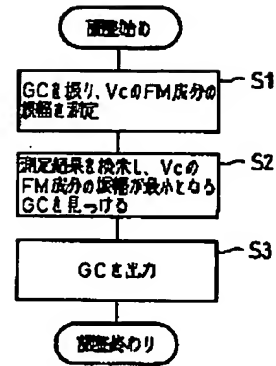 調整始め
S1
GCを振り、VcのFM成分の
振幅を測定
S2
測定結果を検索し、Vcの
FM成分の振幅が最小となる
GCを見つける
S3
GCを出力
調整終わり